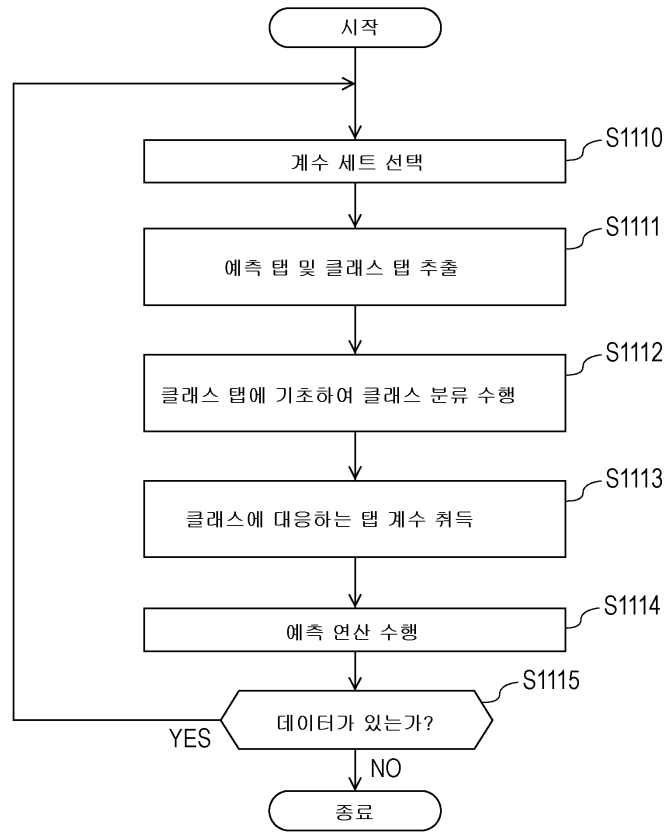 시작
S1110
계수 세트 선택
S1111
예측 탭 및 클래스 탭 추출
S1112
클래스 탭에 기초하여 클래스 분류 수행
S1113
클래스에 대응하는 탭 계수 취득
S1114
예측 연산 수행
S1115
데이터가 있는가?
YES
NO
종료